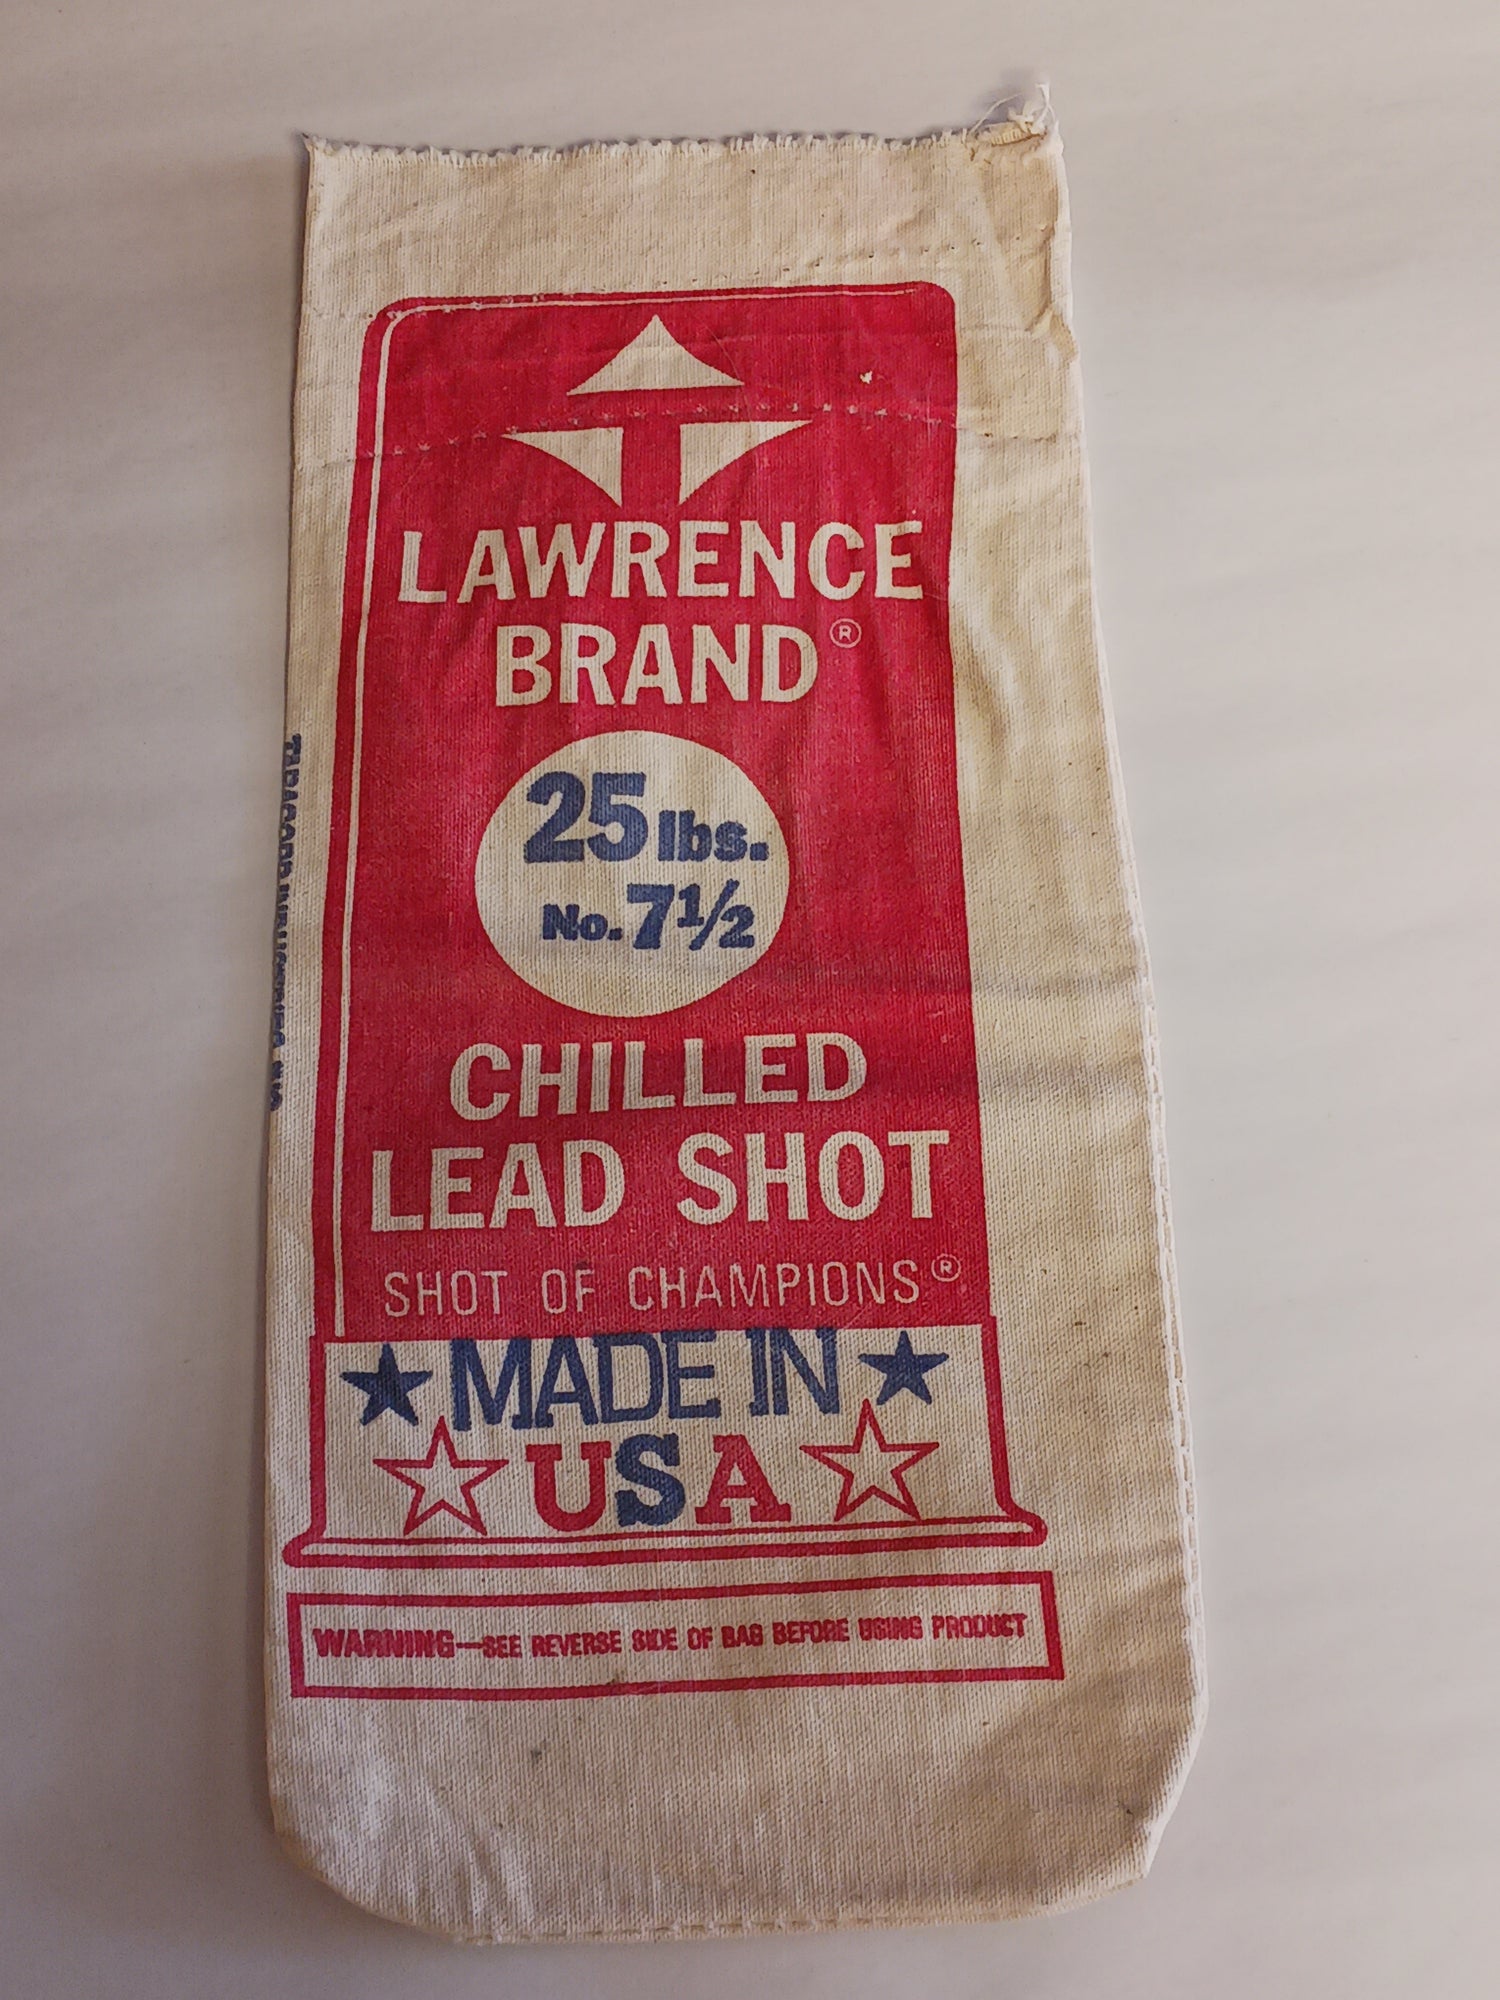 LAWRENCE
BRAND®
25 lbs.
No. 7½
CHILLED
LEAD SHOT
SHOT OF CHAMPIONS®
MADE IN
USA
WARNING—SEE REVERSE SIDE OF BAG BEFORE USING PRODUCT